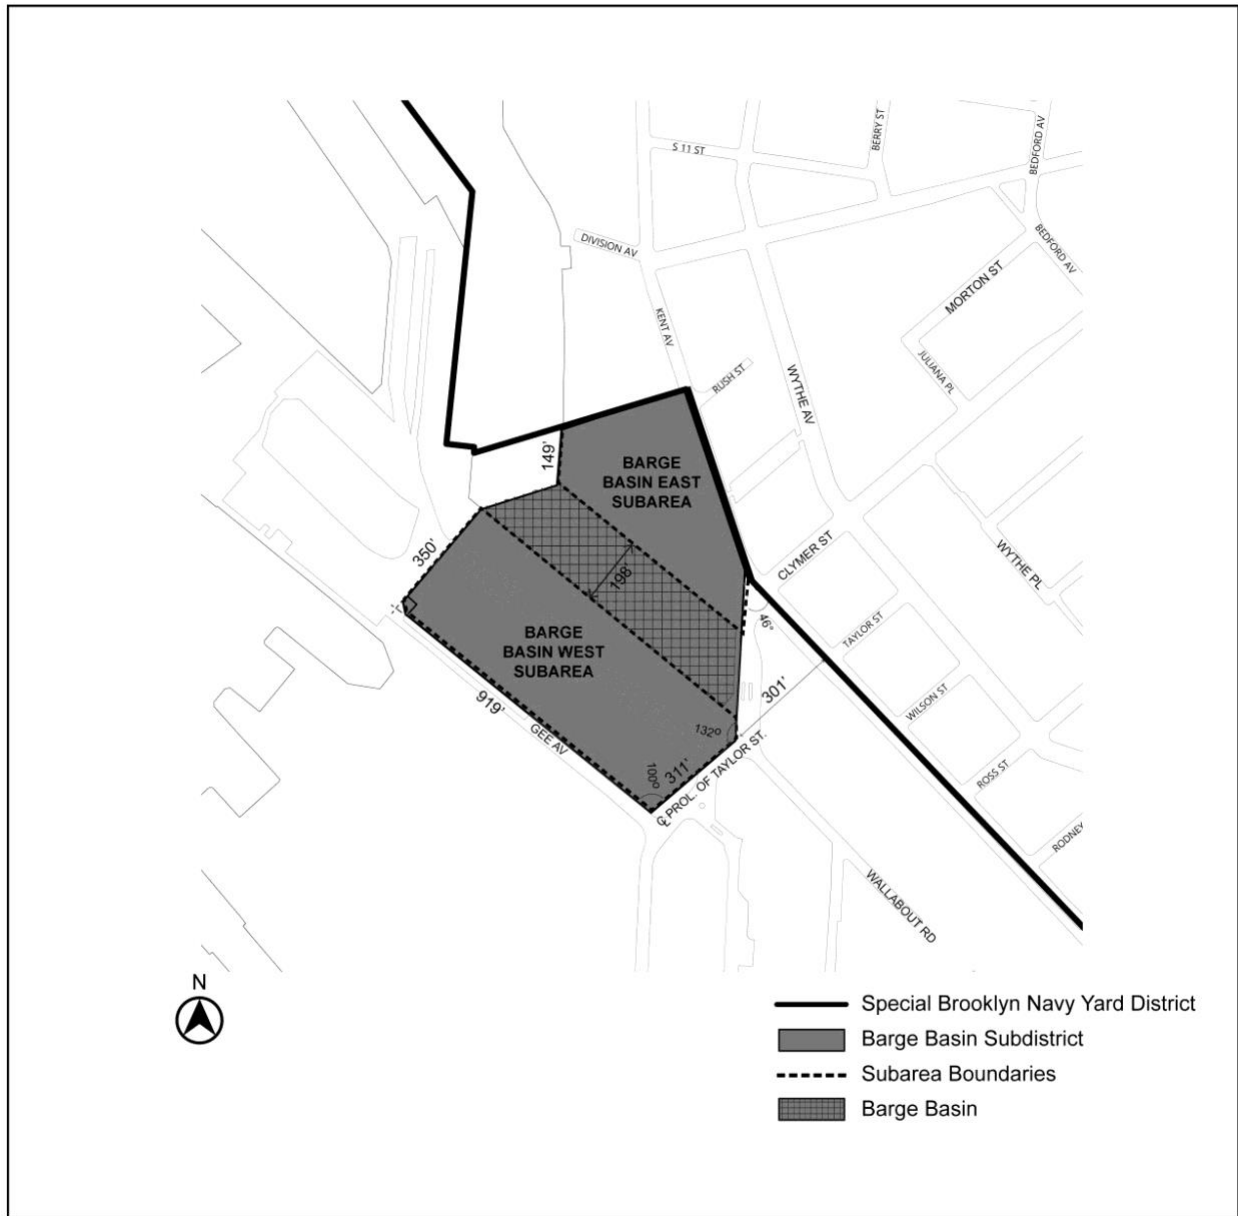 BERRY ST
BEDFORD AV
S 11 ST
DIVISION AV
BEDFORD AV
MORTON ST
KENT AV
JULIANA PL
RUSH ST
WYTHE AV
149'
BARGE
BASIN EAST
SUBAREA
350'
198'
CLYMER ST
WYTHE PL
46°
TAYLOR ST
BARGE
BASIN WEST
SUBAREA
301'
WILSON ST
919'
GEE AV
132°
ROSS ST
100°
311'
℄ PROL. OF TAYLOR ST.
RODNEY
WALLABOUT RD
N
Special Brooklyn Navy Yard District
Barge Basin Subdistrict
Subarea Boundaries
Barge Basin